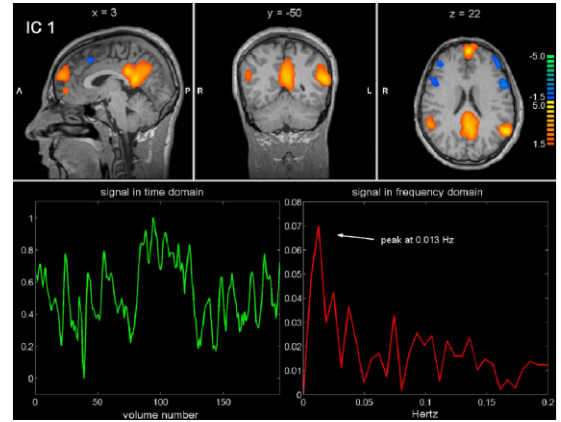 x = 3
y = -50
z = 22
IC 1
A
P
R
L
R
-5.0
-1.5
5.0
1.5
signal in time domain
1
0.8
0.6
0.4
0.2
0
0
50
100
150
volume number
signal in frequency domain
0.08
0.07
0.06
0.05
0.04
0.03
0.02
0.01
0
peak at 0.013 Hz
0
0.05
0.1
0.15
0.2
Hertz